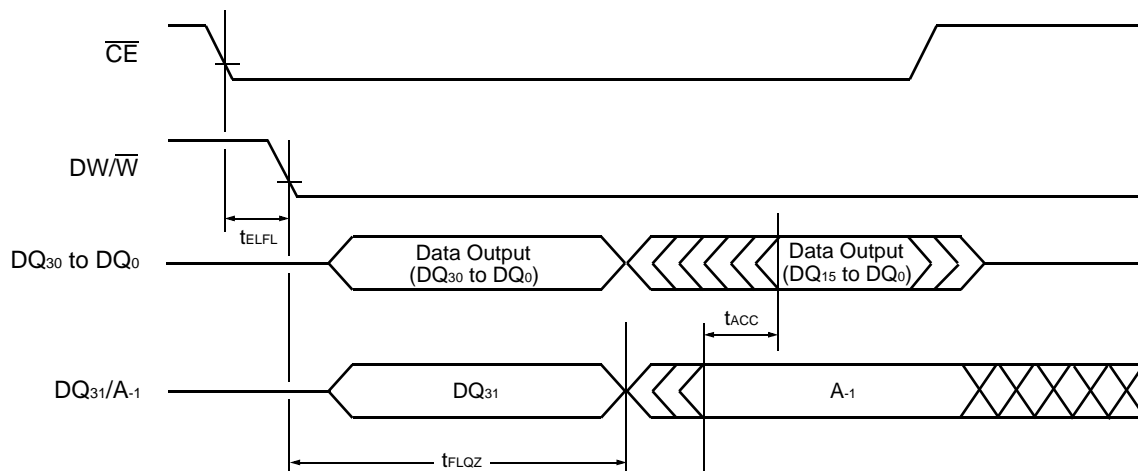 C̅E̅
DW/W̅
tELFL
DQ30 to DQ0
Data Output
(DQ30 to DQ0)
Data Output
(DQ15 to DQ0)
tACC
DQ31/A-1
DQ31
A-1
tFLQZ